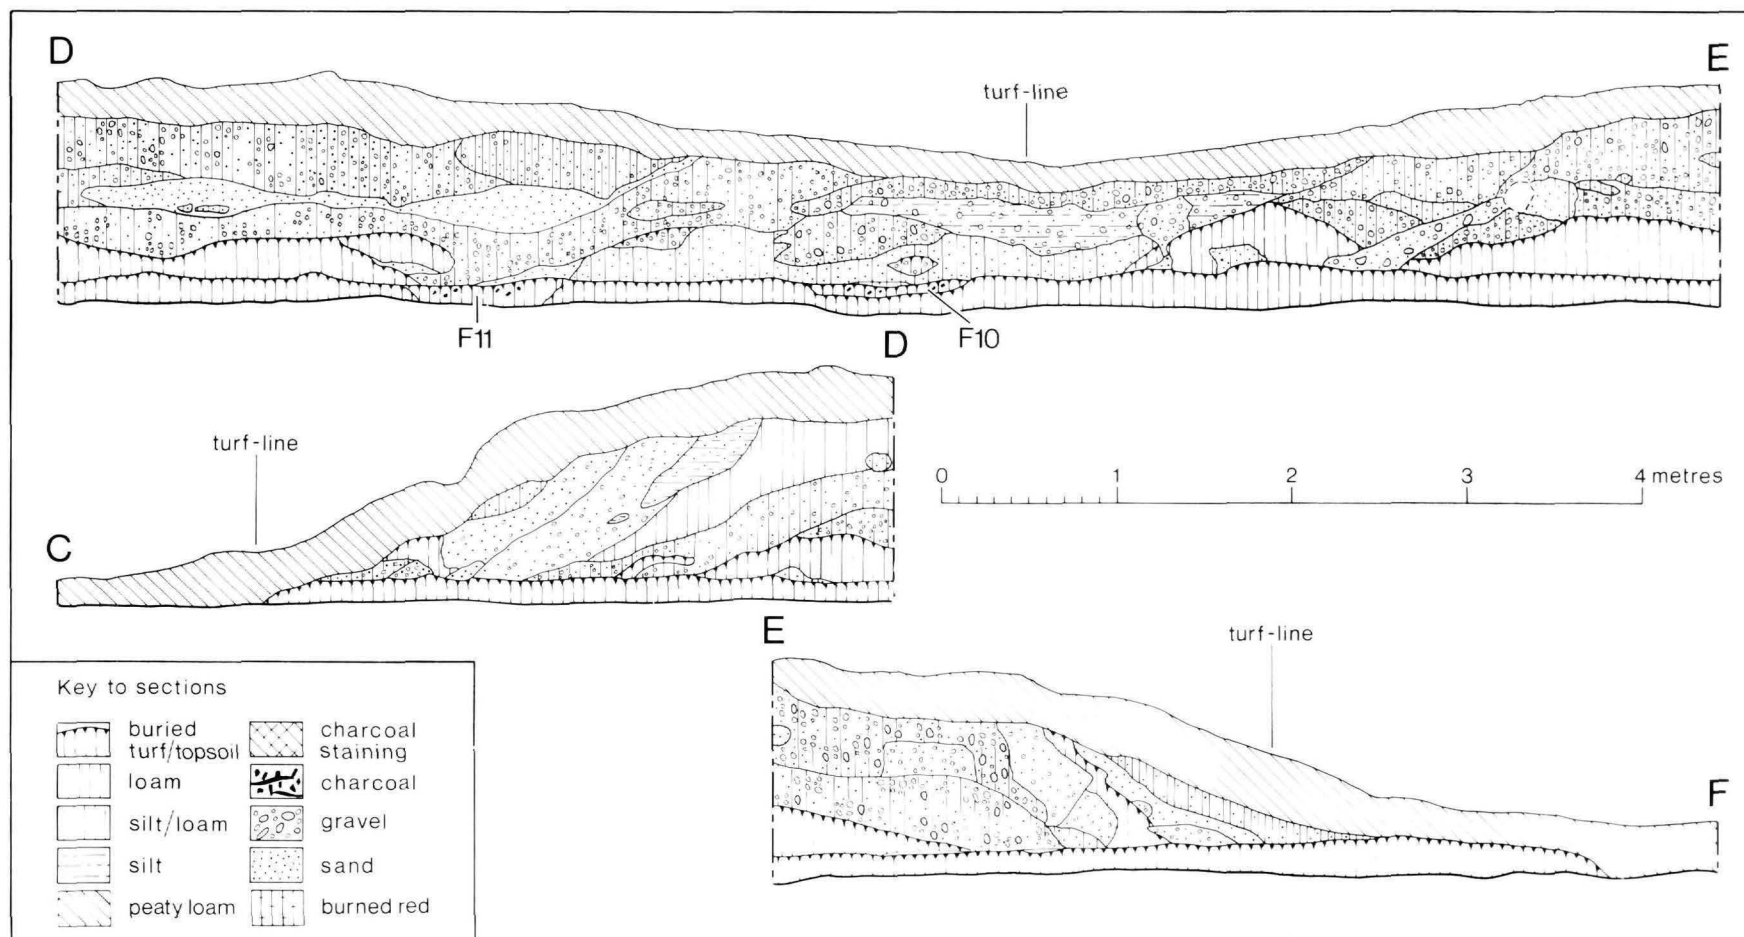 D
E
turf-line
F11
D
F10
turf-line
C
0 1 2 3 4 metres
E
turf-line
F
Key to sections
buried turf/topsoil
charcoal staining
loam
charcoal
silt/loam
gravel
silt
sand
peaty loam
burned red